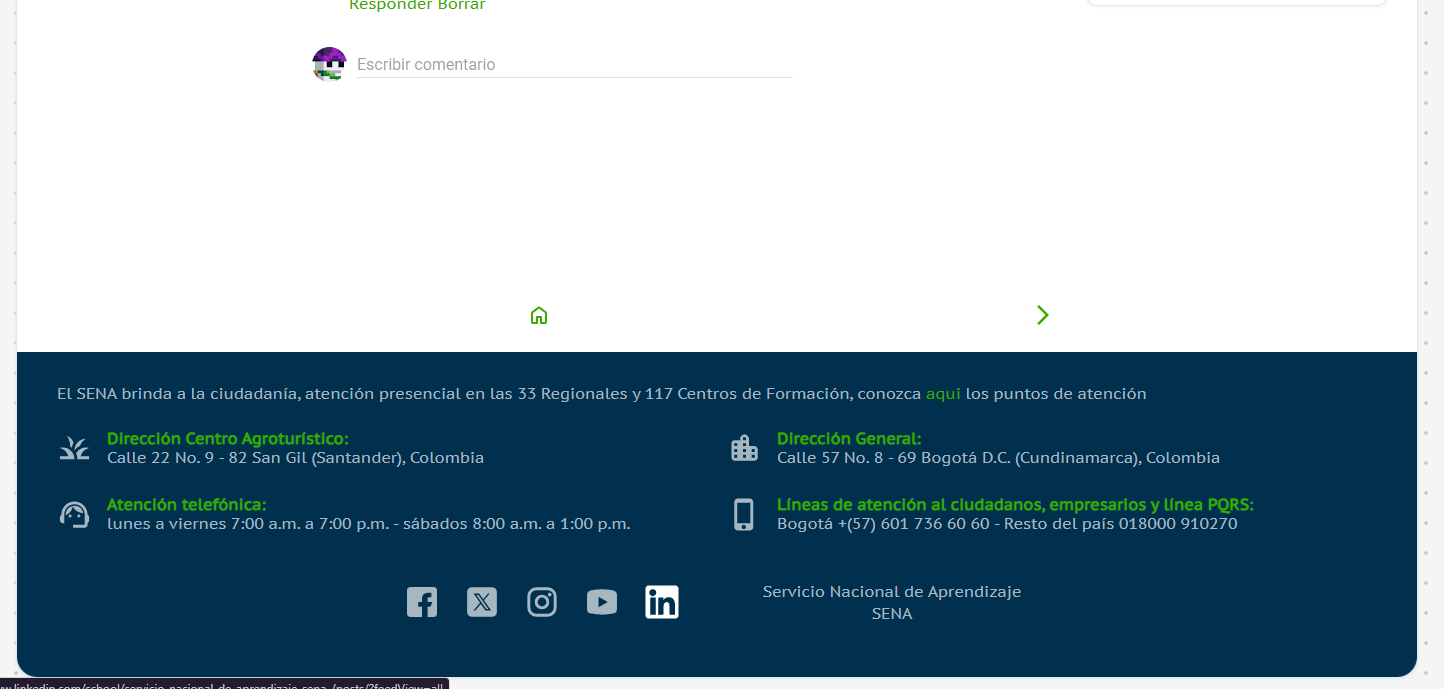 Responder Borrar
Escribir comentario
El SENA brinda a la ciudadanía, atención presencial en las 33 Regionales y 117 Centros de Formación, conozca aqui los puntos de atención
Dirección Centro Agroturístico:
Calle 22 No. 9 - 82 San Gil (Santander), Colombia
Dirección General:
Calle 57 No. 8 - 69 Bogotá D.C. (Cundinamarca), Colombia
Atención telefónica:
lunes a viernes 7:00 a.m. a 7:00 p.m. - sábados 8:00 a.m. a 1:00 p.m.
Líneas de atención al ciudadanos, empresarios y línea PQRS:
Bogotá +(57) 601 736 60 60 - Resto del país 018000 910270
in
Servicio Nacional de Aprendizaje
SENA
w.linkedin.com/school/servicio-nacional-de-aprendizaje-sena-/posts/?feedView=all